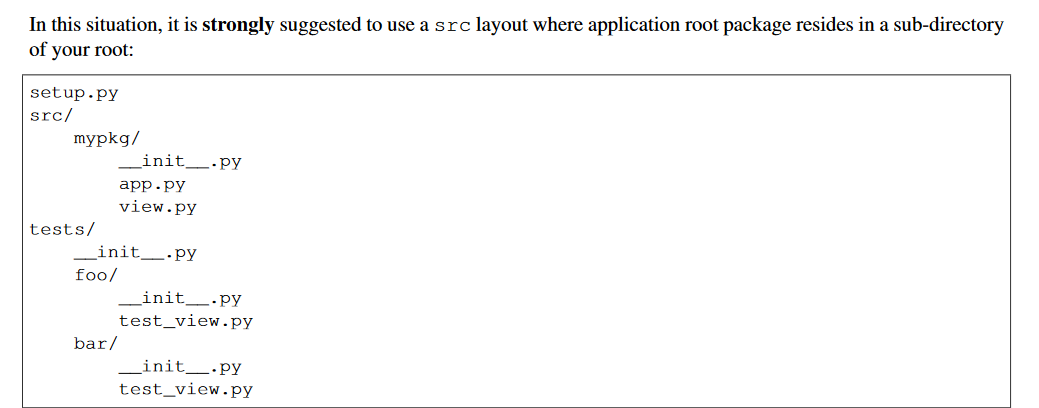 In this situation, it is strongly suggested to use a src layout where application root package resides in a sub-directory
of your root:
setup.py
src/
    mypkg/
        __init__.py
        app.py
        view.py
tests/
    __init__.py
    foo/
        __init__.py
        test_view.py
    bar/
        __init__.py
        test_view.py